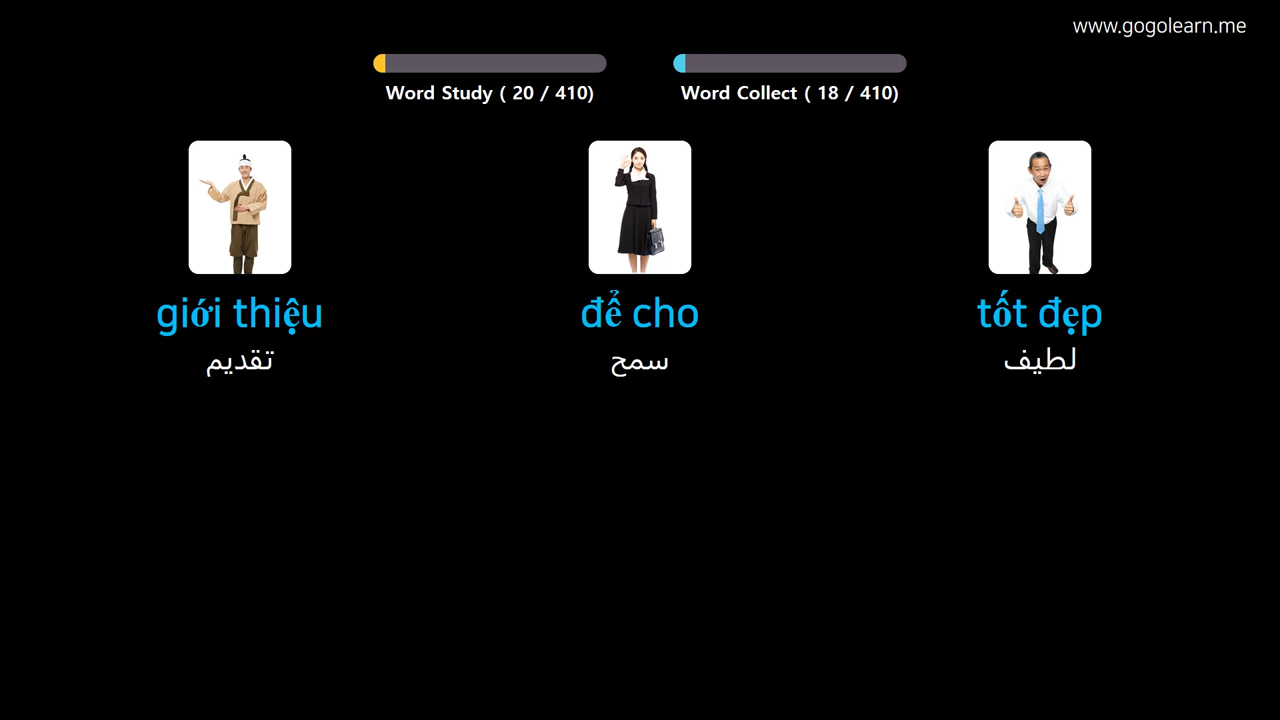 www.gogolearn.me
Word Study ( 20 / 410)
Word Collect ( 18 / 410)
giới thiệu
để cho
tốt đẹp
تقديم
سمح
لطيف